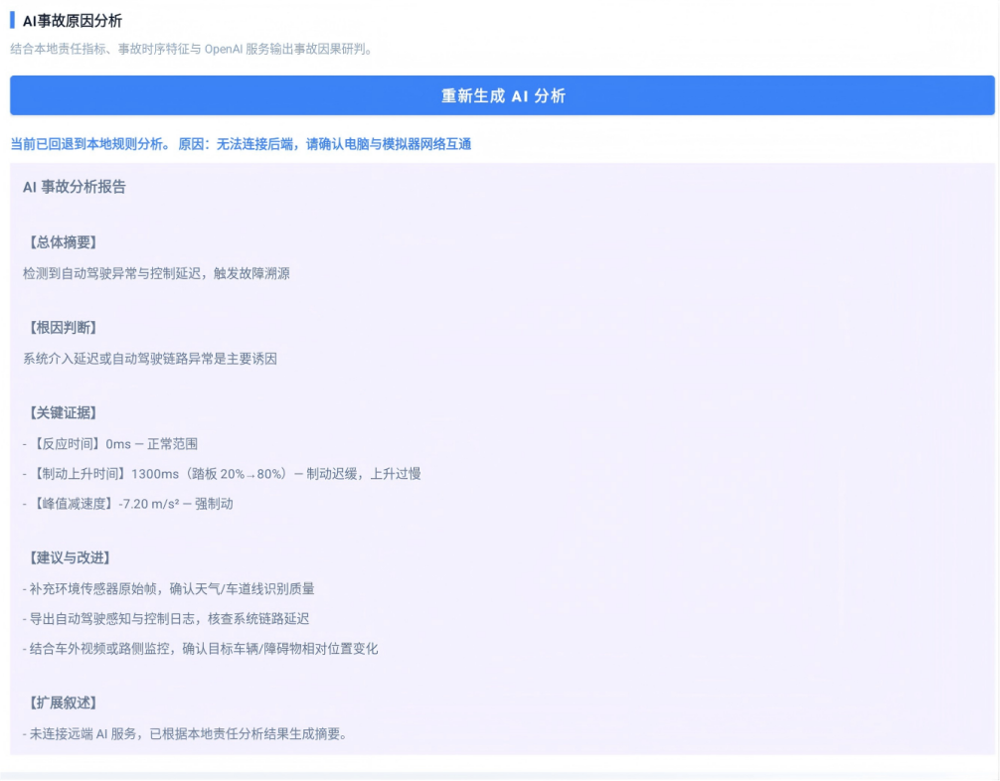 AI事故原因分析
结合本地责任指标、事故时序特征与 OpenAI 服务输出事故因果研判。
重新生成 AI 分析
当前已回退到本地规则分析。 原因：无法连接后端，请确认电脑与模拟器网络互通
AI 事故分析报告
【总体摘要】
检测到自动驾驶异常与控制延迟，触发故障溯源
【根因判断】
系统介入延迟或自动驾驶链路异常是主要诱因
【关键证据】
- 【反应时间】0ms — 正常范围
- 【制动上升时间】1300ms（踏板 20%→80%）— 制动迟缓，上升过慢
- 【峰值减速度】-7.20 m/s² — 强制动
【建议与改进】
- 补充环境传感器原始帧，确认天气/车道线识别质量
- 导出自动驾驶感知与控制日志，核查系统链路延迟
- 结合车外视频或路侧监控，确认目标车辆/障碍物相对位置变化
【扩展叙述】
- 未连接远端 AI 服务，已根据本地责任分析结果生成摘要。